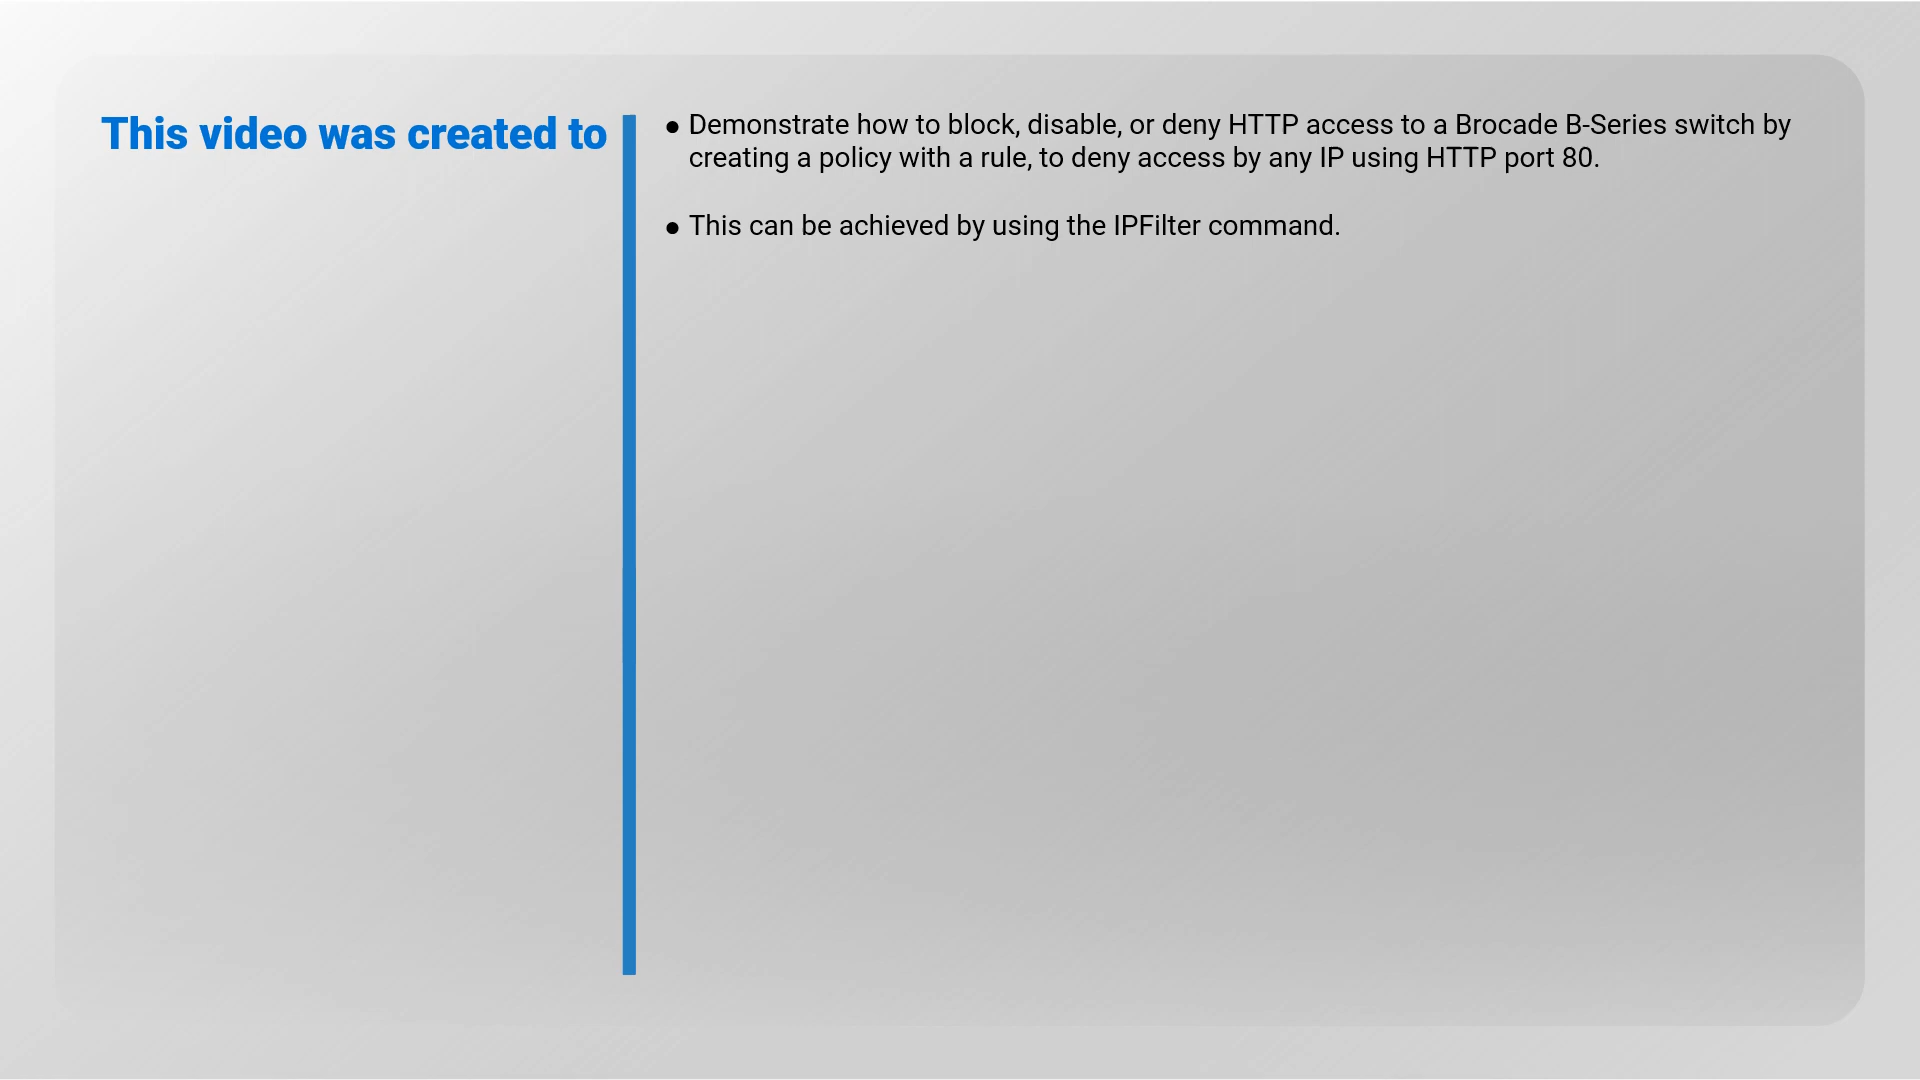 This video was created to
● Demonstrate how to block, disable, or deny HTTP access to a Brocade B-Series switch by
creating a policy with a rule, to deny access by any IP using HTTP port 80.
● This can be achieved by using the IPFilter command.